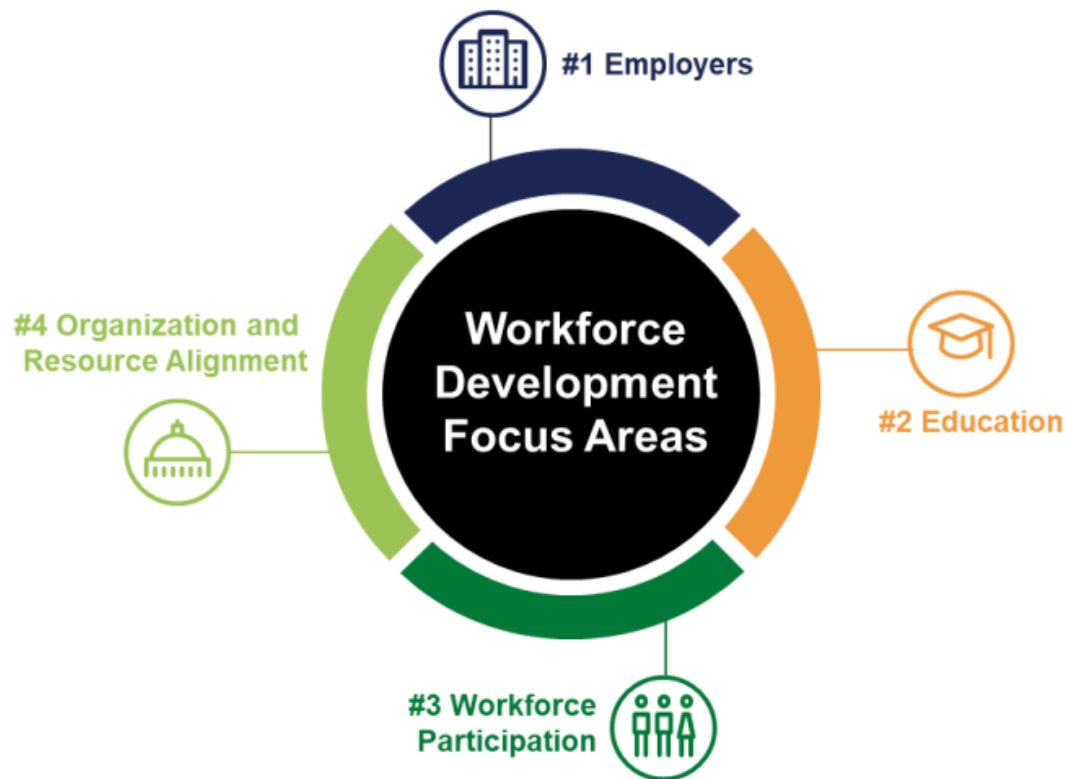 #1 Employers
#4 Organization and
Resource Alignment
Workforce
Development
Focus Areas
#2 Education
#3 Workforce
Participation